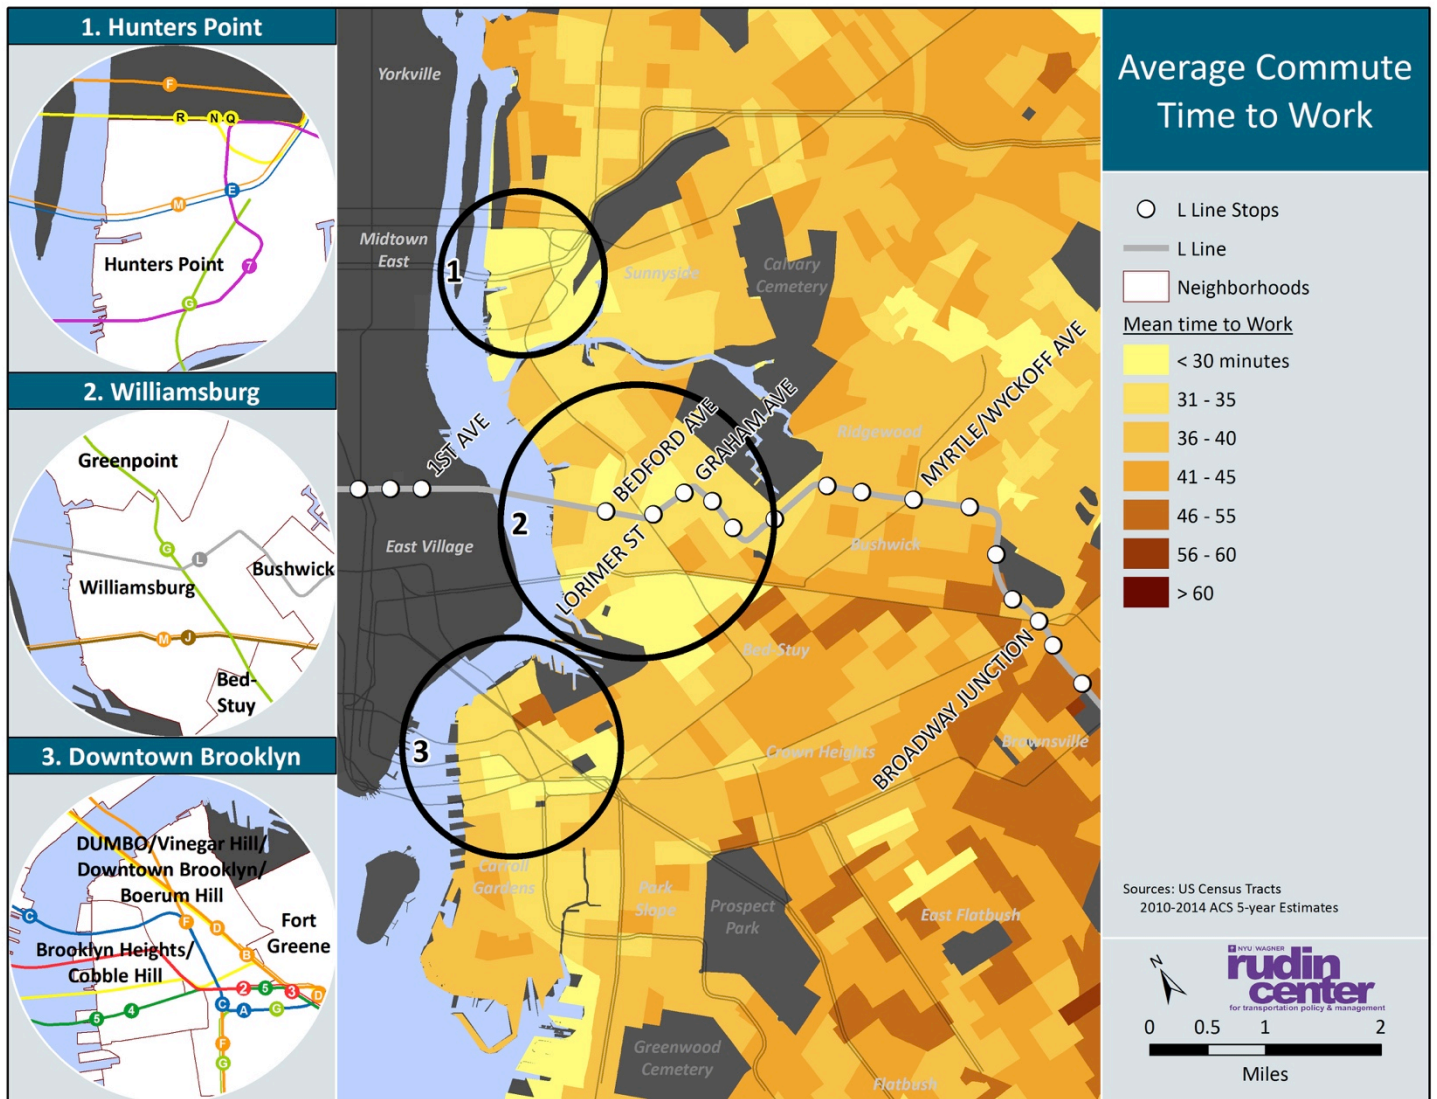 1. Hunters Point
F
R
N
Q
E
M
Hunters Point
7
G
2. Williamsburg
Greenpoint
G
L
Bushwick
Williamsburg
M
J
Bed-
Stuy
3. Downtown Brooklyn
DUMBO/Vinegar Hill/
Downtown Brooklyn/
Boerum Hill
C
F
D
Fort
Greene
B
Brooklyn Heights/
Cobble Hill
2
5
3
D
C
A
G
5
4
F
G
Yorkville
Midtown
East
1
Sunnyside
Calvary
Cemetery
1ST AVE
BEDFORD AVE
GRAHAM AVE
Ridgewood
MYRTLE/WYCKOFF AVE
2
East Village
LORIMER ST
Bushwick
Bed-Stuy
3
BROADWAY JUNCTION
Crown Heights
Brownsville
Carroll
Gardens
Park
Slope
Prospect
Park
East Flatbush
Greenwood
Cemetery
Flatbush
Average Commute
Time to Work
L Line Stops
L Line
Neighborhoods
Mean time to Work
< 30 minutes
31 - 35
36 - 40
41 - 45
46 - 55
56 - 60
> 60
Sources: US Census Tracts
2010-2014 ACS 5-year Estimates
N
NYU WAGNER
rudin
center
for transportation policy & management
0 0.5 1 2
Miles